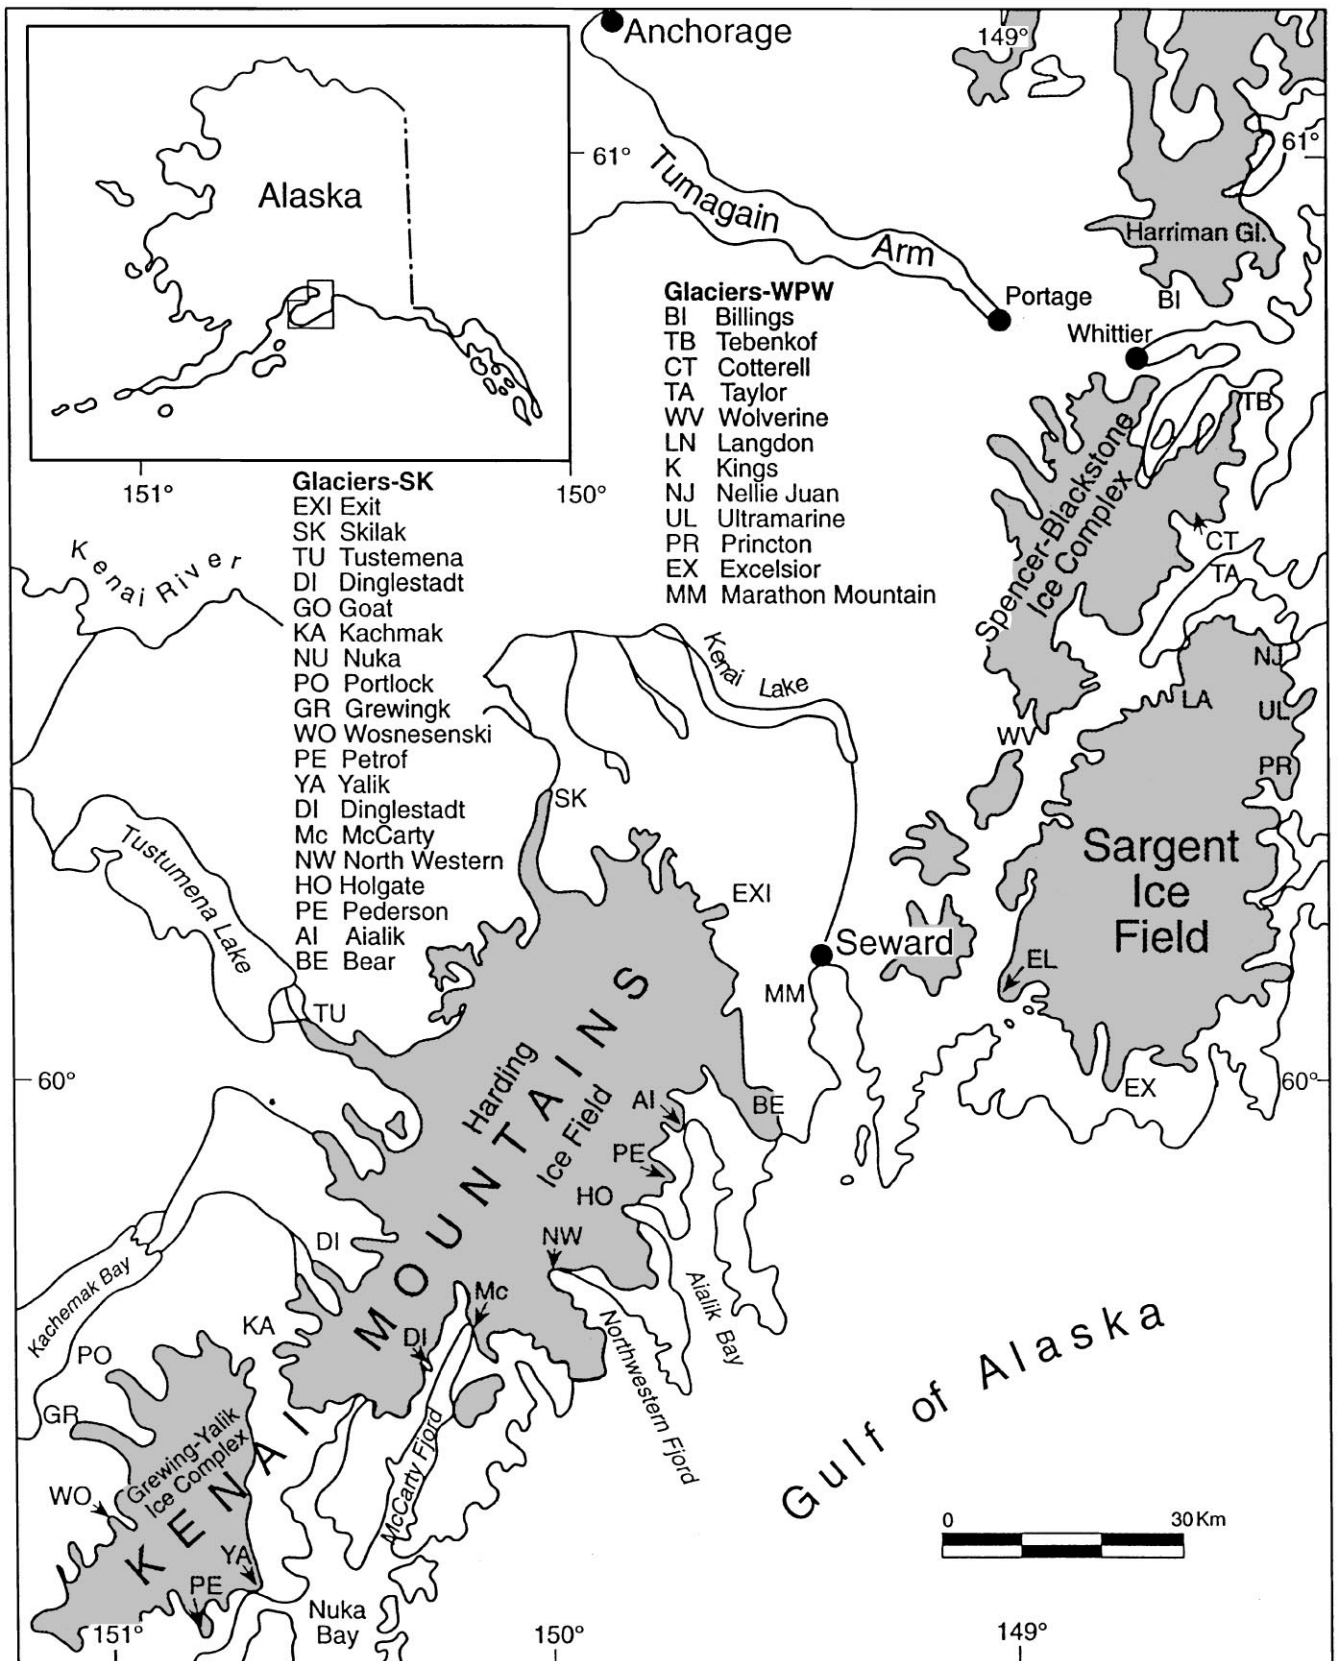 Anchorage
149°
61°
61°
Alaska
Tumagain
Arm
Harriman Gl.
BI
Portage
Whittier
TB
Glaciers-WPW
BI Billings
TB Tebenkof
CT Cotterell
TA Taylor
WV Wolverine
LN Langdon
K Kings
NJ Nellie Juan
UL Ultramarine
PR Princton
EX Excelsior
MM Marathon Mountain
151°
150°
Glaciers-SK
EXI Exit
SK Skilak
TU Tustemena
DI Dinglestadt
GO Goat
KA Kachmak
NU Nuka
PO Portlock
GR Grewingk
WO Wosnesenski
PE Petrof
YA Yalik
DI Dinglestadt
Mc McCarty
NW North Western
HO Holgate
PE Pederson
AI Aialik
BE Bear
Spencer-Blackstone
Ice Complex
CT
TA
Kenai River
Kenai Lake
NJ
LA
UL
WV
PR
SK
Tustumena Lake
Sargent
Ice
Field
EXI
Seward
EL
MM
TU
60°
60°
Harding
Ice Field
AI
BE
EX
PE
HO
DI
NW
Kachemak Bay
Mc
KA
DI
Aialik Bay
Northwestern Fjord
PO
GR
Grewing-Yalik
Ice Complex
McCarty Fjord
KENAI MOUNTAINS
Gulf of Alaska
WO
YA
PE
0 30 Km
Nuka
Bay
151°
150°
149°